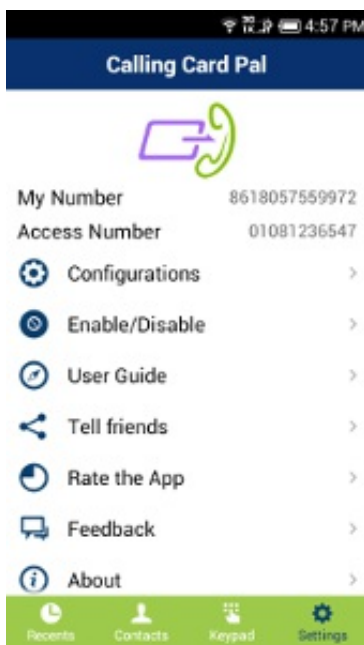 4:57 PM
Calling Card Pal
My Number 8618057559972
Access Number 01081236547
Configurations
Enable/Disable
User Guide
Tell friends
Rate the App
Feedback
About
Recents Contacts Keypad Settings